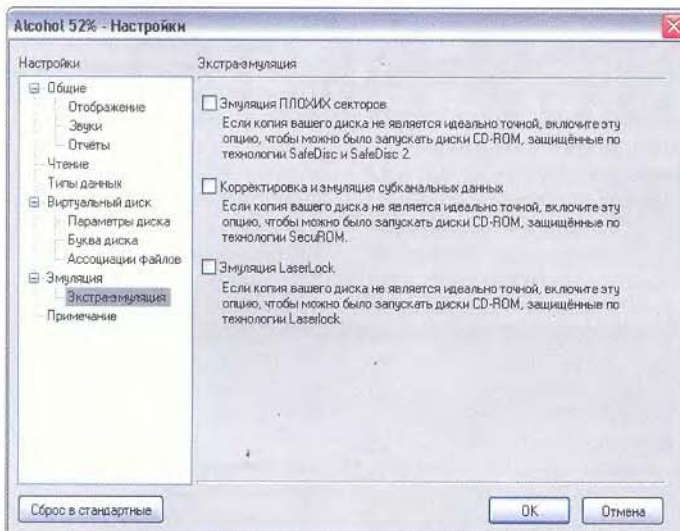 Alcohol 52% - Настройки
Настройки
Общие
Отображение
Звуки
Отчёты
Чтение
Типы данных
Виртуальный диск
Параметры диска
Буква диска
Ассоциации файлов
Эмуляция
Экстра-эмуляция
Примечание
Экстра-эмуляция
Эмуляция ПЛОХИХ секторов
Если копия вашего диска не является идеально точной, включите эту
опцию, чтобы можно было запускать диски CD-ROM, защищённые по
технологии SafeDisc и SafeDisc 2.
Корректировка и эмуляция субканальных данных
Если копия вашего диска не является идеально точной, включите эту
опцию, чтобы можно было запускать диски CD-ROM, защищённые по
технологии SecuROM.
Эмуляция LaserLock
Если копия вашего диска не является идеально точной, включите эту
опцию, чтобы можно было запускать диски CD-ROM, защищённые по
технологии Laserlock.
Сброс в стандартные
OK
Отмена